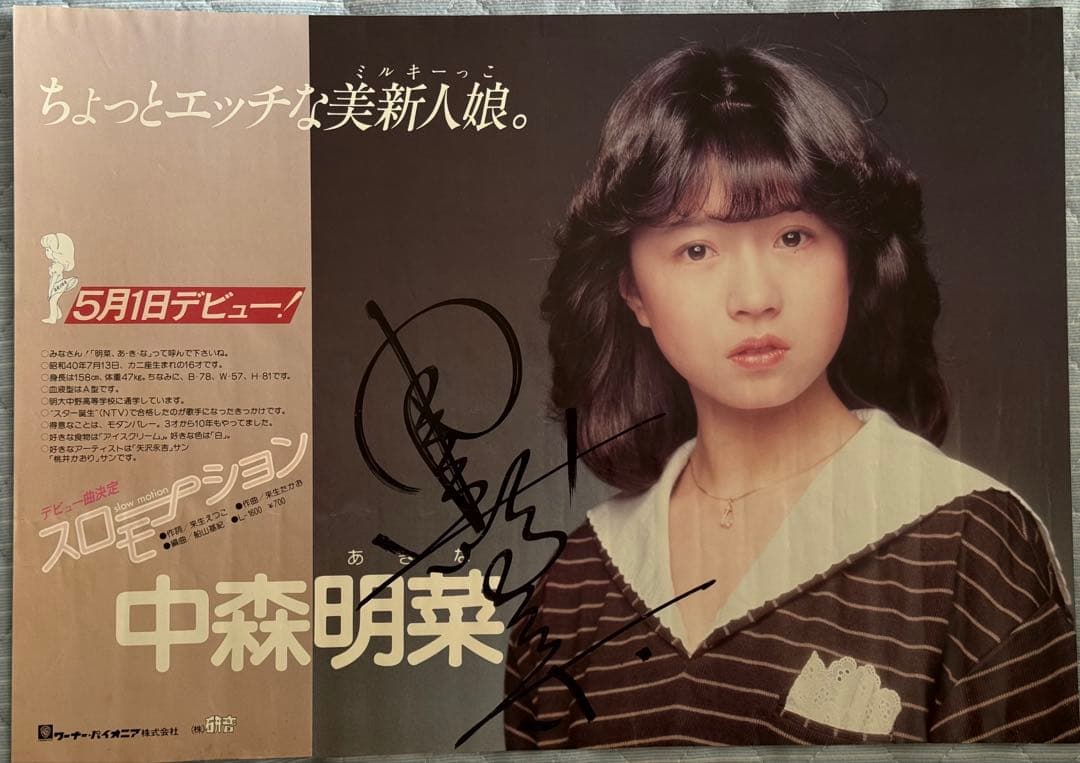 ミルキーっこ
ちょっとエッチな美新人娘。
5月1日デビュー!
○みなさん!「明菜、あ・き・な」って呼んで下さいね。
○昭和40年7月13日、カニ座生まれの16才です。
○身長は158cm、体重47kg。ちなみに、B-78、W-57、H-81です。
○血液型はA型です。
○明大中野高等学校に通学しています。
○"スター誕生"(NTV)で合格したのが歌手になったきっかけです。
○得意なことは、モダンバレー。3才から10年もやってました。
○好きな食物は「アイスクリーム」。好きな色は「白」。
○好きなアーティストは「矢沢永吉」サン
「桃井かおり」サンです。
デビュー曲決定
slow motion
スローモーション
●作詞/来生えつこ ●作曲/来生たかお
●編曲/船山基紀 ●L-1600 ¥700
あきな
中森明菜
ワーナー・パイオニア株式会社 (株)研音